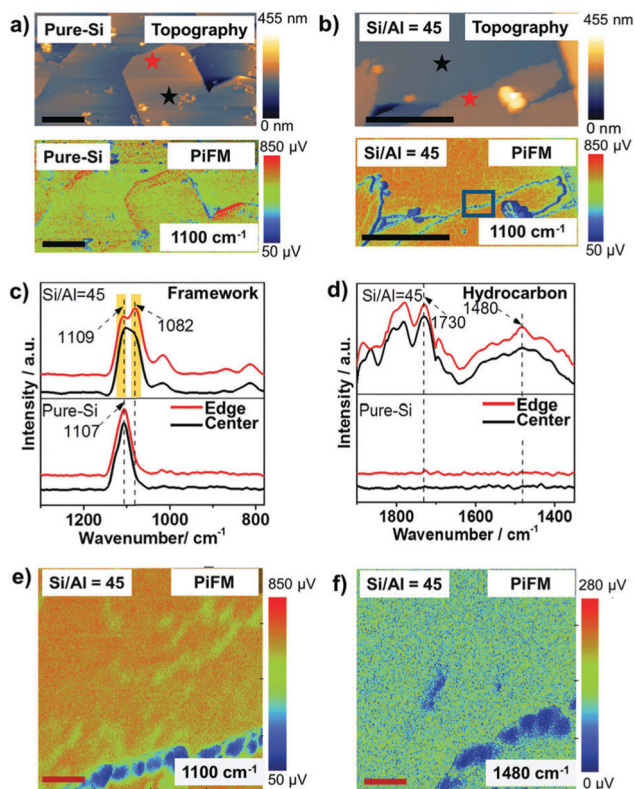 a)
Pure-Si
Topography
455 nm
0 nm
Pure-Si
PiFM
1100 cm⁻¹
850 µV
50 µV
b)
Si/Al = 45
Topography
455 nm
0 nm
Si/Al = 45
PiFM
1100 cm⁻¹
850 µV
50 µV
c)
Si/Al=45
Framework
1109
1082
Pure-Si
1107
Edge
Center
Intensity / a.u.
1200
1000
800
Wavenumber/ cm⁻¹
d)
Si/Al=45
Hydrocarbon
1730
1480
Pure-Si
Edge
Center
Intensity / a.u.
1800
1600
1400
Wavenumber/ cm⁻¹
e)
Si/Al = 45
PiFM
850 µV
1100 cm⁻¹
50 µV
f)
Si/Al = 45
PiFM
280 µV
1480 cm⁻¹
0 µV